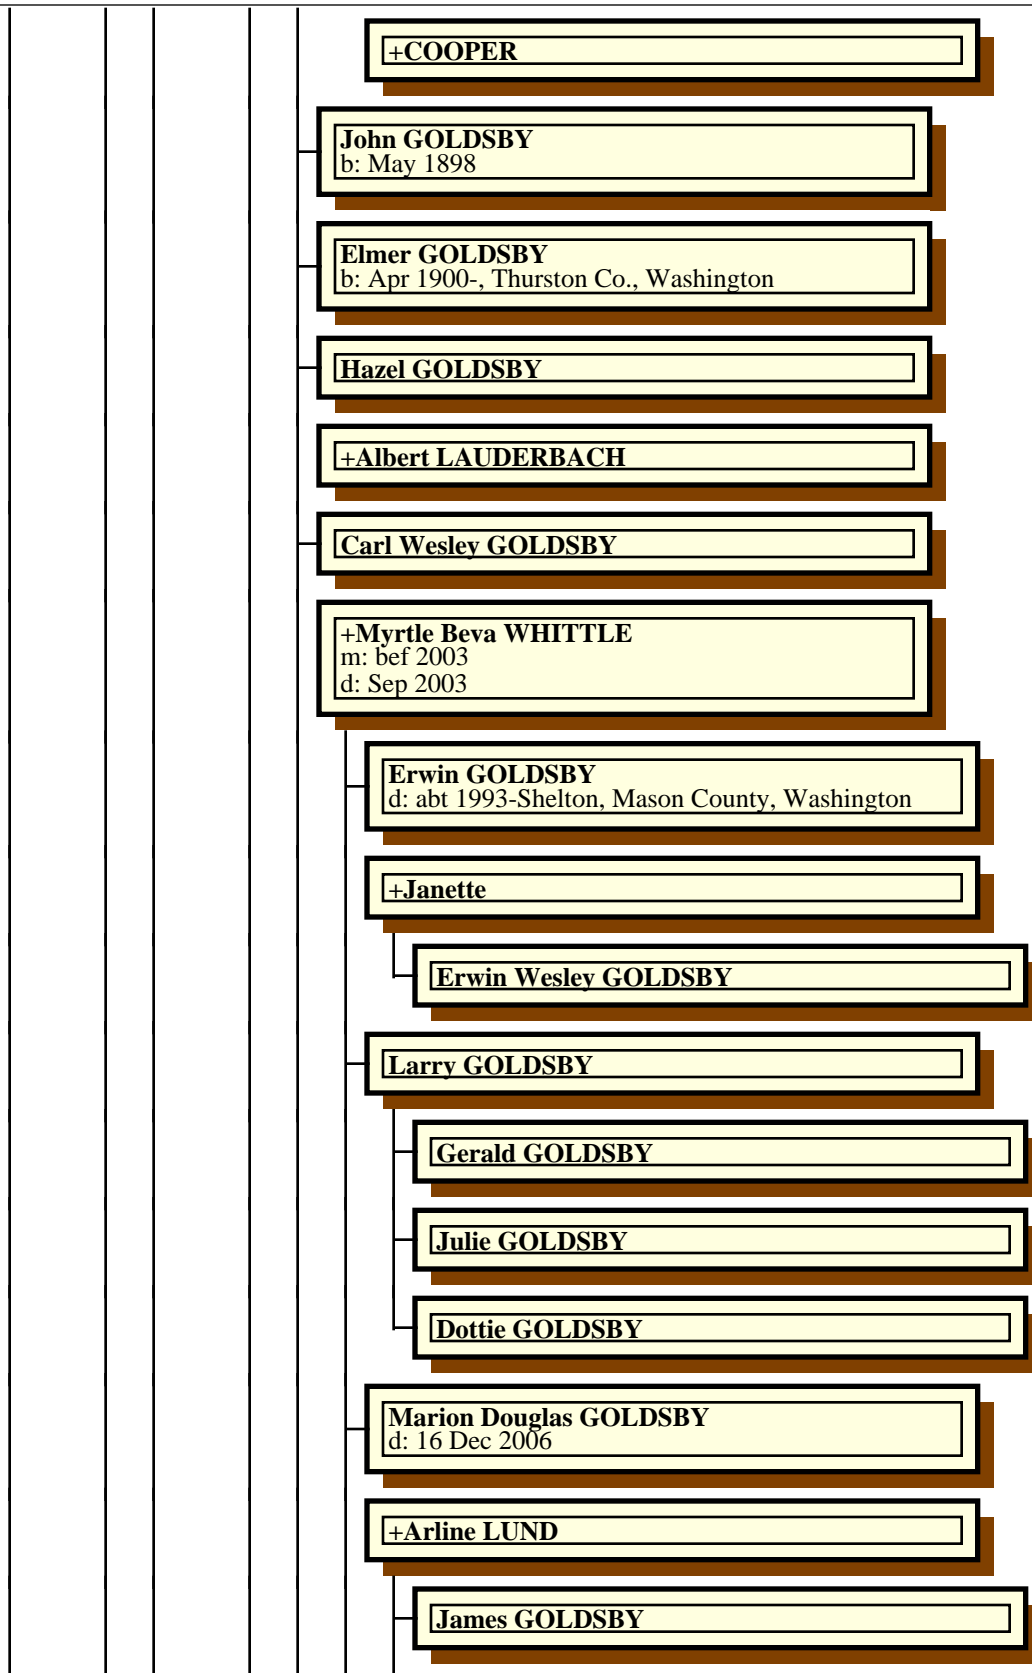 +COOPER
John GOLDSBY
b: May 1898
Elmer GOLDSBY
b: Apr 1900-, Thurston Co., Washington
Hazel GOLDSBY
+Albert LAUDERBACH
Carl Wesley GOLDSBY
+Myrtle Beva WHITTLE
m: bef 2003
d: Sep 2003
Erwin GOLDSBY
d: abt 1993-Shelton, Mason County, Washington
+Janette
Erwin Wesley GOLDSBY
Larry GOLDSBY
Gerald GOLDSBY
Julie GOLDSBY
Dottie GOLDSBY
Marion Douglas GOLDSBY
d: 16 Dec 2006
+Arline LUND
James GOLDSBY